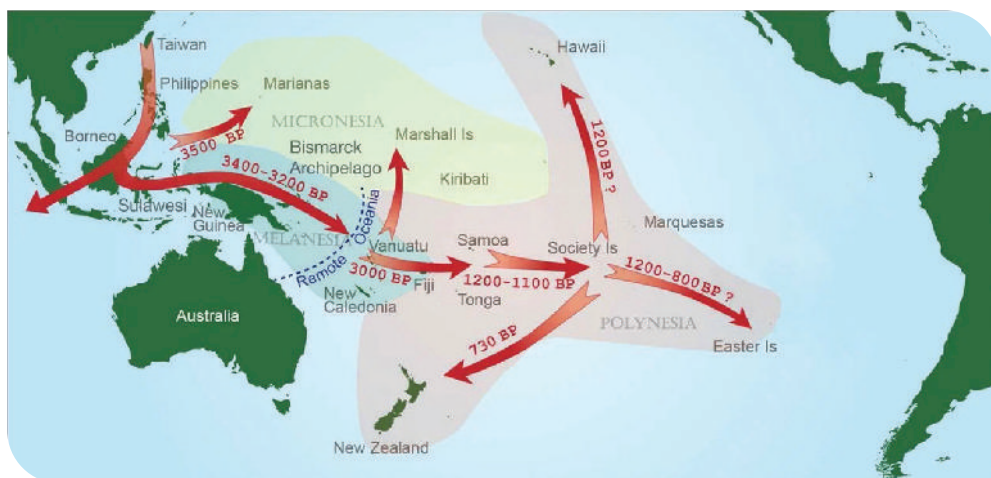 Taiwan
Hawaii
Philippines
Marianas
MICRONESIA
Borneo
3500 BP
Marshall Is
Bismarck
Archipelago
3400-3200 BP
1200BP ?
Kiribati
Sulawesi
New
Guinea
Oceania
Marquesas
MELANESIA
Vanuatu
Samoa
Society Is
Ramote
3000 BP
Fiji
1200-1100 BP
1200-800BP ?
New
Caledonia
Tonga
Australia
POLYNESIA
730 BP
Easter Is
New Zealand